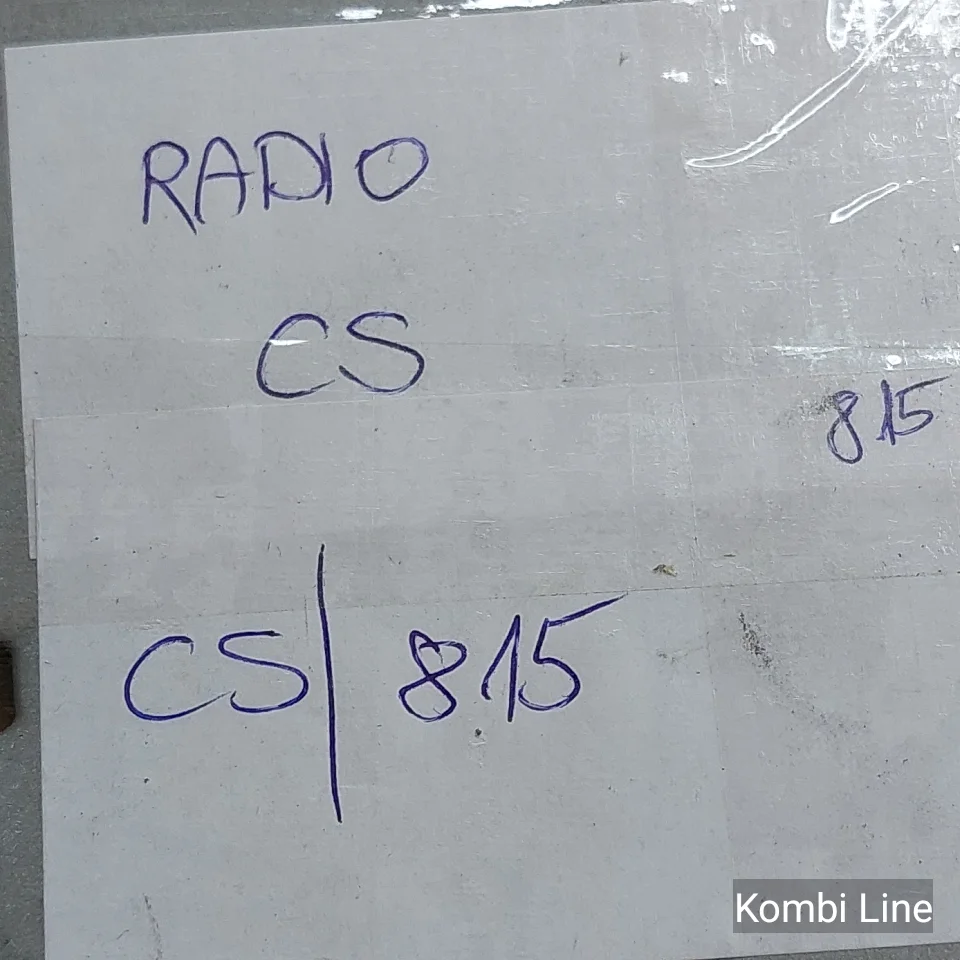 RADIO
CS
815
CS | 815
Kombi Line